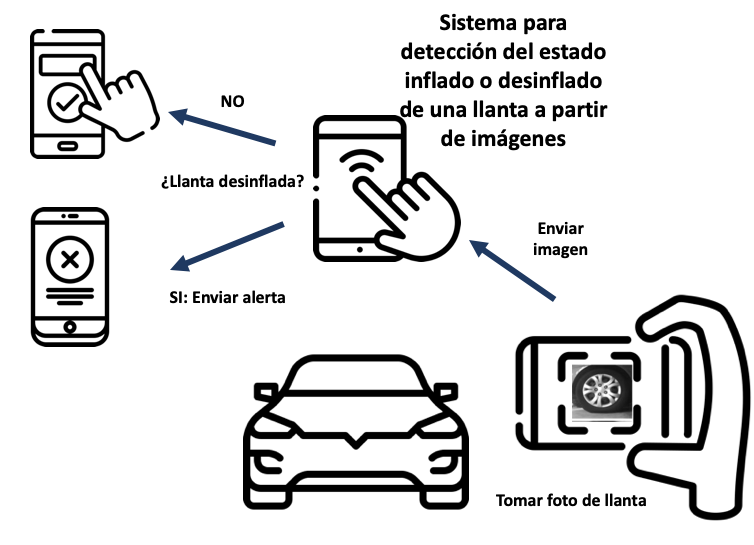 Sistema para
detección del estado
inflado o desinflado
de una llanta a partir
de imágenes
NO
¿Llanta desinflada?
SI: Enviar alerta
Enviar
imagen
Tomar foto de llanta